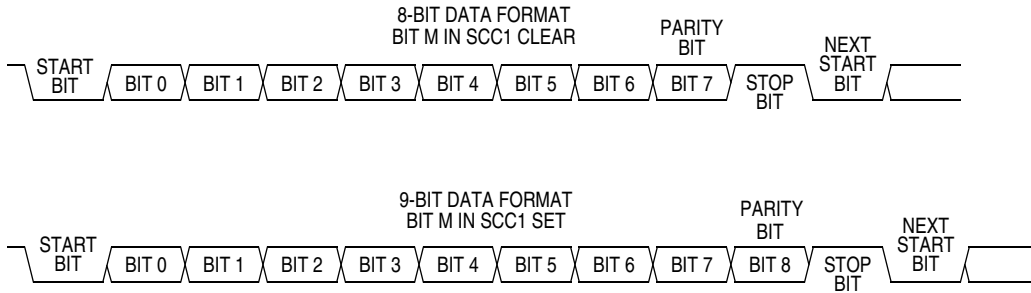 8-BIT DATA FORMAT
BIT M IN SCC1 CLEAR
PARITY
BIT
START
BIT
BIT 0
BIT 1
BIT 2
BIT 3
BIT 4
BIT 5
BIT 6
BIT 7
STOP
BIT
NEXT
START
BIT
9-BIT DATA FORMAT
BIT M IN SCC1 SET
PARITY
BIT
START
BIT
BIT 0
BIT 1
BIT 2
BIT 3
BIT 4
BIT 5
BIT 6
BIT 7
BIT 8
STOP
BIT
NEXT
START
BIT